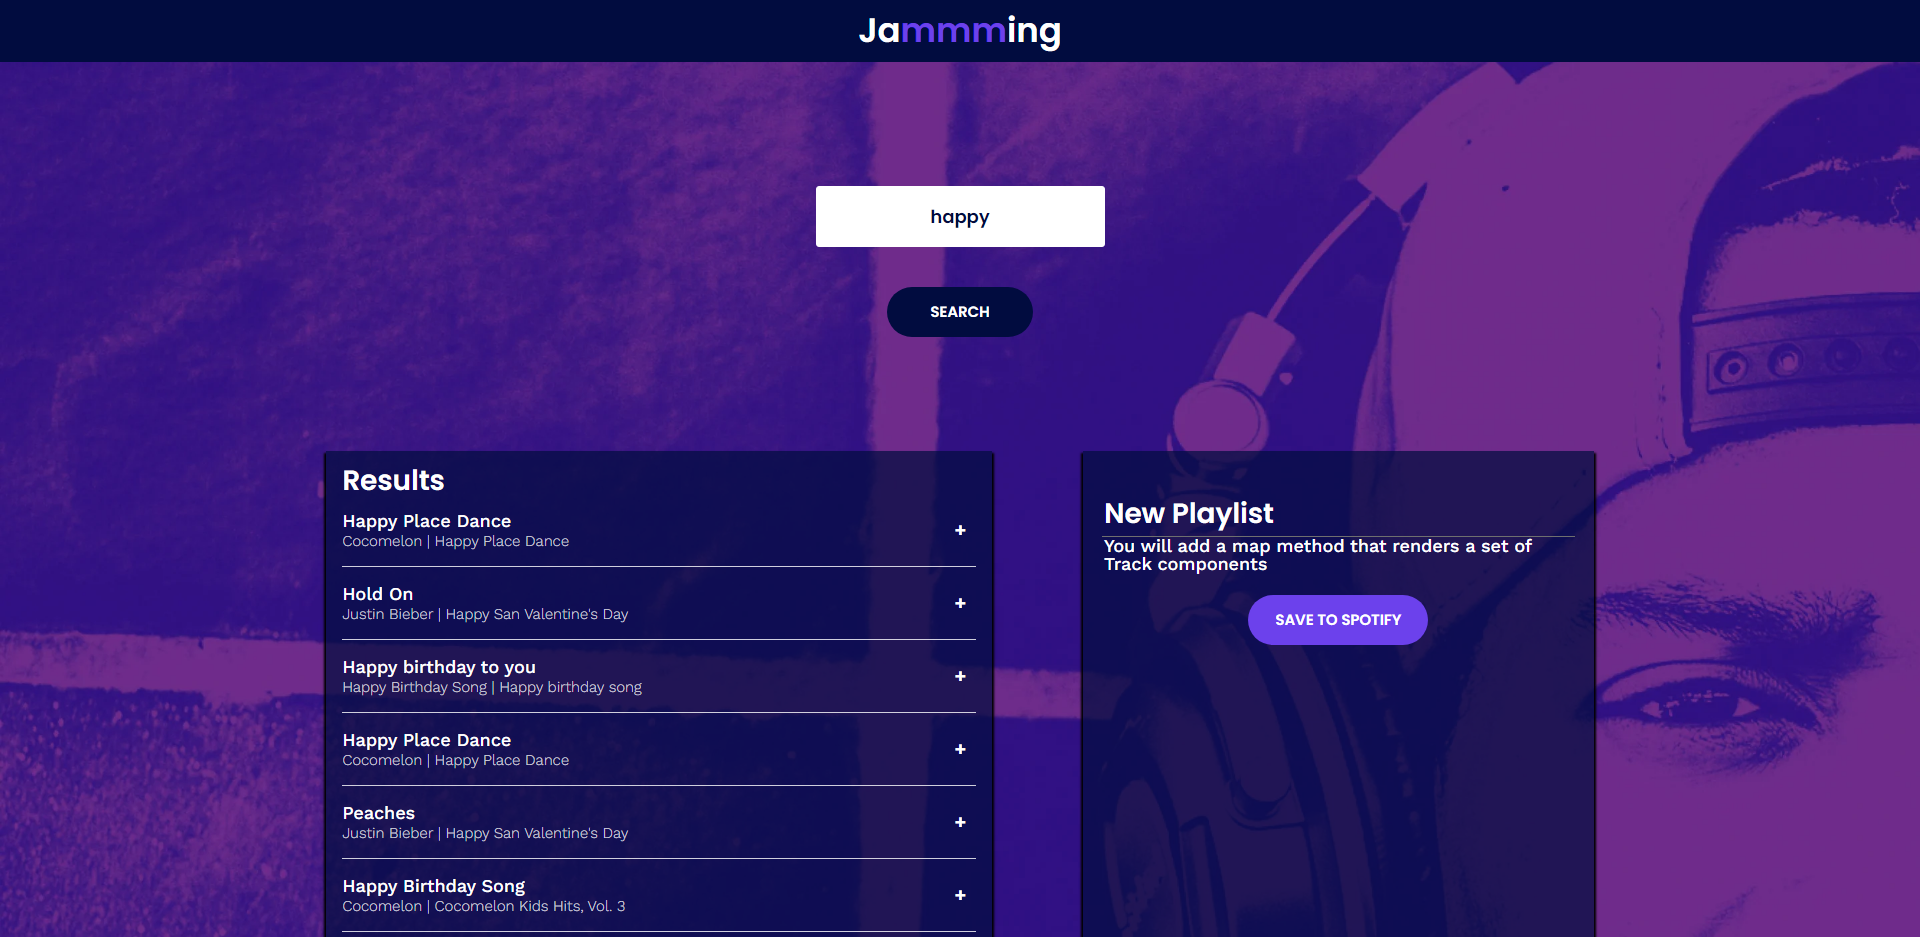 Jammming
happy
SEARCH
Results
Happy Place Dance
Cocomelon | Happy Place Dance
+
Hold On
Justin Bieber | Happy San Valentine's Day
+
Happy birthday to you
Happy Birthday Song | Happy birthday song
+
Happy Place Dance
Cocomelon | Happy Place Dance
+
Peaches
Justin Bieber | Happy San Valentine's Day
+
Happy Birthday Song
Cocomelon | Cocomelon Kids Hits, Vol. 3
+
New Playlist
You will add a map method that renders a set of
Track components
SAVE TO SPOTIFY